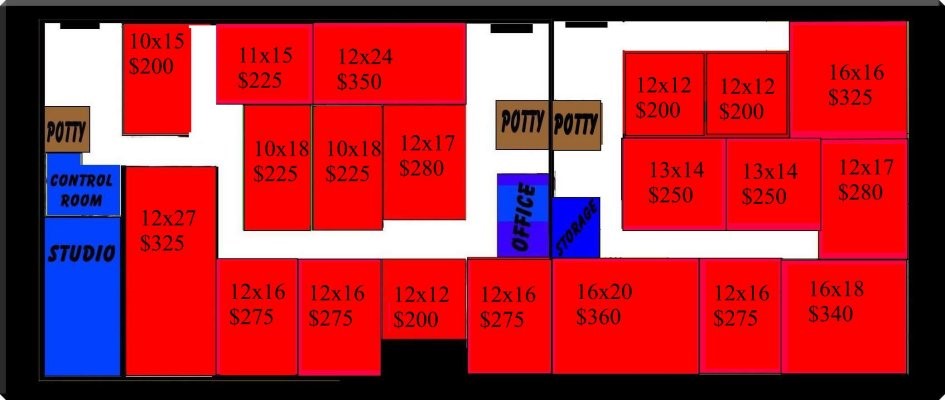 10x15
$200
11x15
$225
12x24
$350
12x12
$200
12x12
$200
16x16
$325
POTTY
POTTY
POTTY
10x18
$225
10x18
$225
12x17
$280
13x14
$250
13x14
$250
12x17
$280
CONTROL
ROOM
12x27
$325
OFFICE
STORAGE
STUDIO
12x16
$275
12x16
$275
12x12
$200
12x16
$275
16x20
$360
12x16
$275
16x18
$340